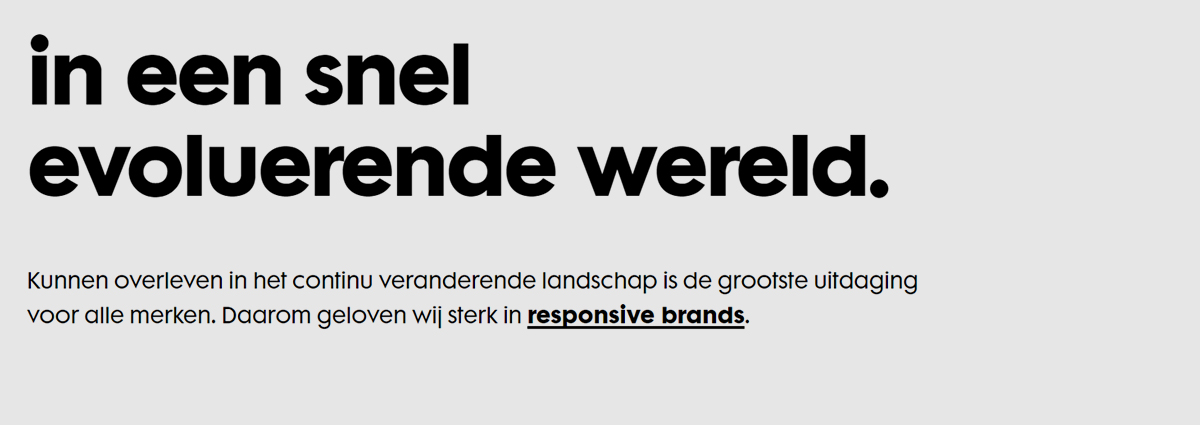 in een snel
evoluerende wereld.
Kunnen overleven in het continu veranderende landschap is de grootste uitdaging
voor alle merken. Daarom geloven wij sterk in responsive brands.